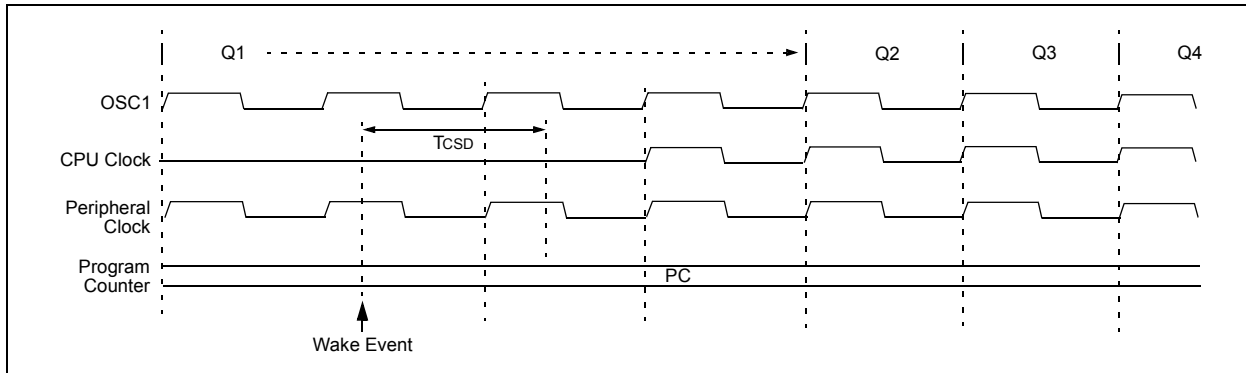 Q1 Q2 Q3 Q4
OSC1
TCSD
CPU Clock
Peripheral
Clock
Program
Counter
PC
Wake Event